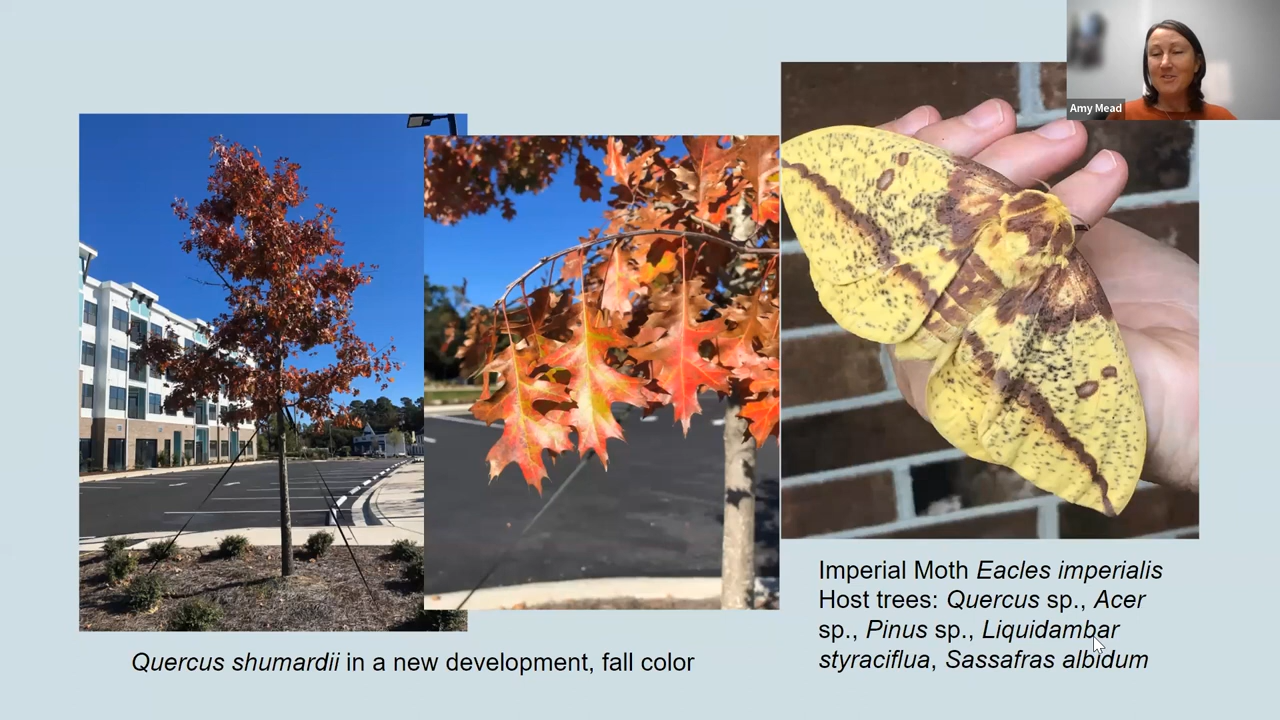 Amy Mead
Imperial Moth Eacles imperialis
Host trees: Quercus sp., Acer
sp., Pinus sp., Liquidambar
styraciflua, Sassafras albidum
Quercus shumardii in a new development, fall color